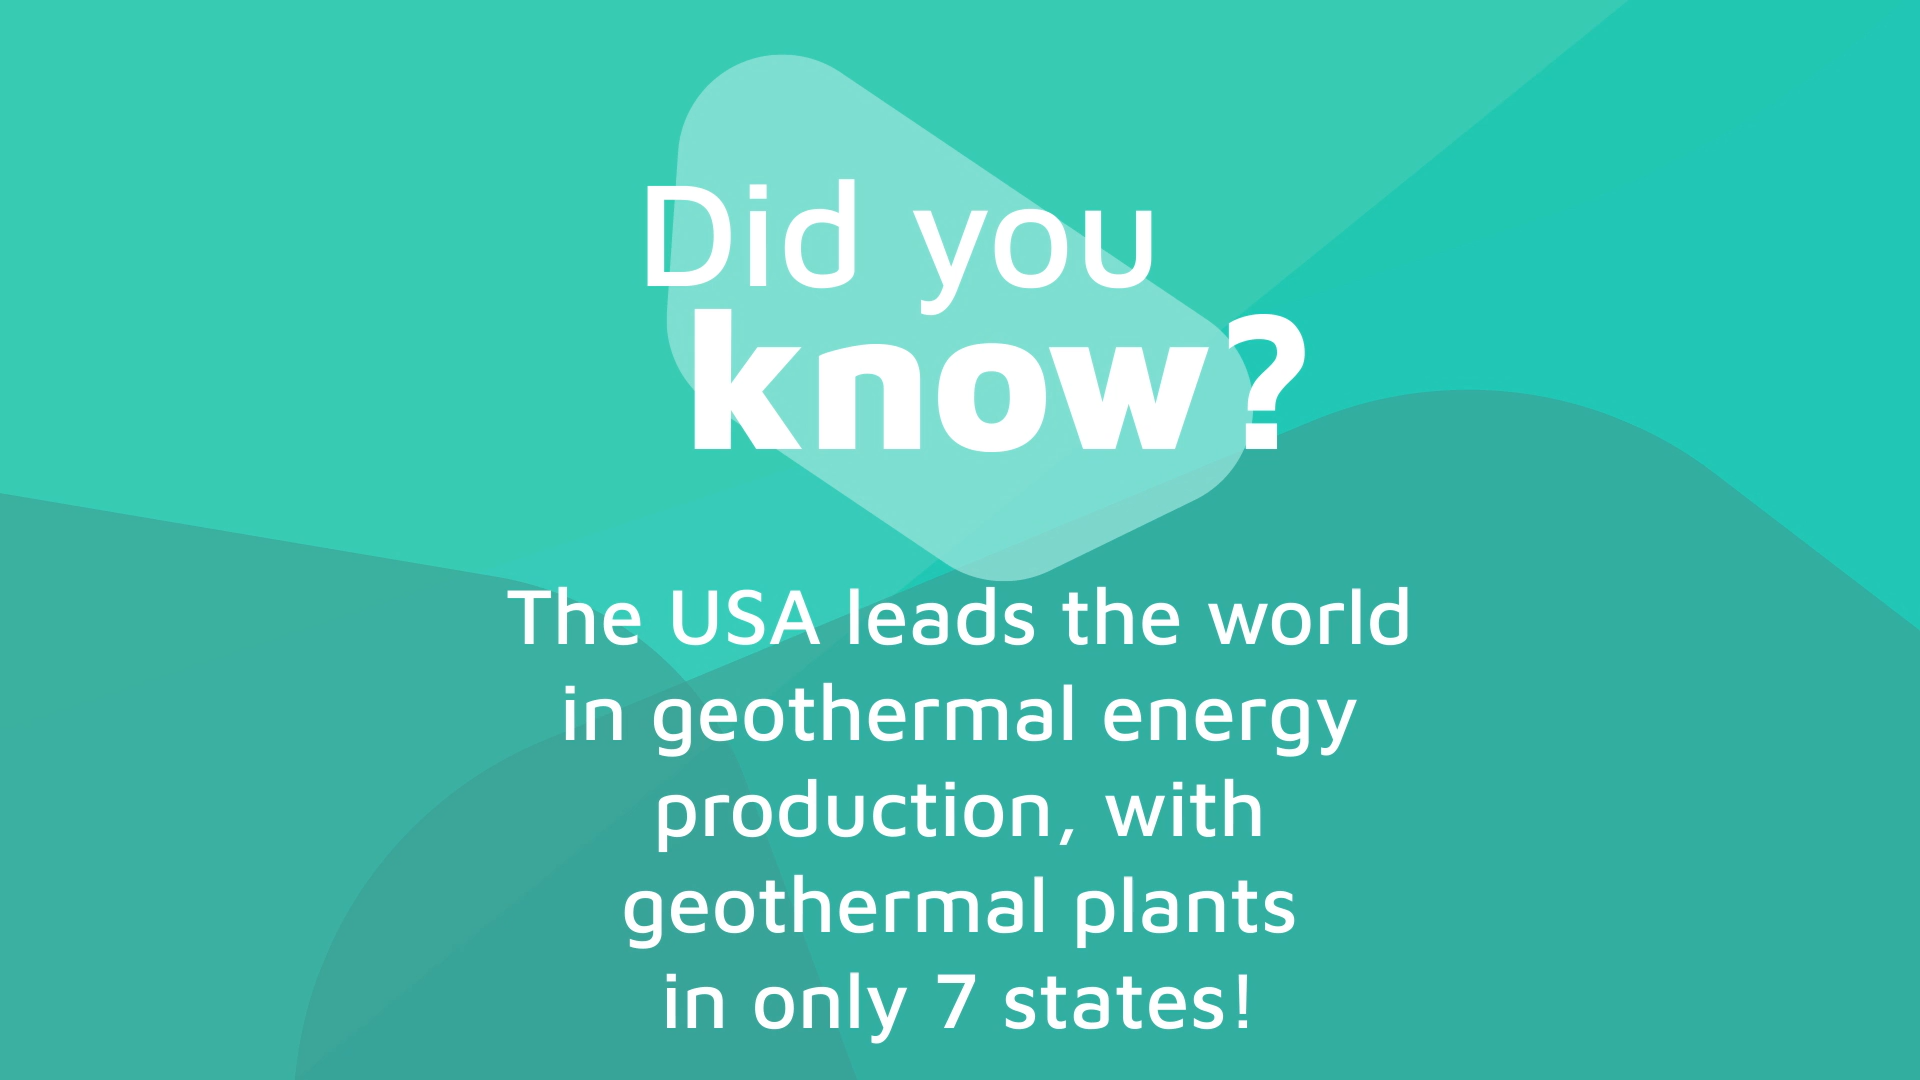 Did you
know?
The USA leads the world
in geothermal energy
production, with
geothermal plants
in only 7 states!